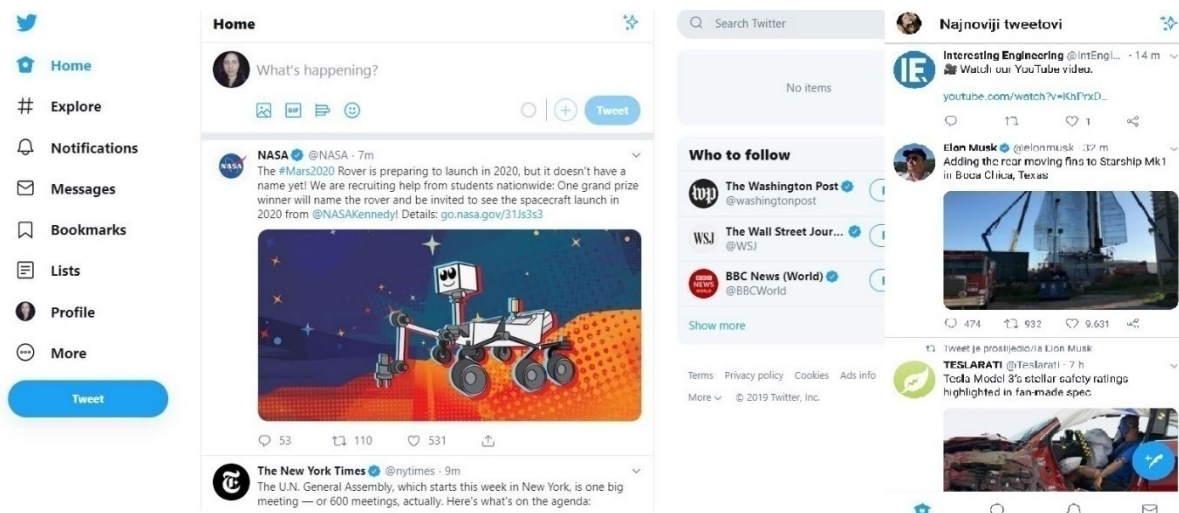 Home
Explore
Notifications
Messages
Bookmarks
Lists
Profile
More
Tweet
Home
What's happening?
GIF
Tweet
NASA
NASA @NASA · 7m
The #Mars2020 Rover is preparing to launch in 2020, but it doesn't have a
name yet! We are recruiting help from students nationwide: One grand prize
winner will name the rover and be invited to see the spacecraft launch in
2020 from @NASAKennedy! Details: go.nasa.gov/31Js3s3
53 110 531
The New York Times @nytimes · 9m
The U.N. General Assembly, which starts this week in New York, is one big
meeting — or 600 meetings, actually. Here's what's on the agenda:
Search Twitter
No items
Who to follow
wp
The Washington Post
@washingtonpost
WSJ
The Wall Street Jour...
@WSJ
BBC
NEWS
WORLD
BBC News (World)
@BBCWorld
Show more
Terms Privacy policy Cookies Ads info
More © 2019 Twitter, Inc.
Najnoviji tweetovi
IE
Interesting Engineering @IntEngi... · 14 m
Watch our YouTube video.
youtube.com/watch?v=KhPrxD...
1
Elon Musk @elonmusk · 32 m
Adding the rear moving fins to Starship Mk1
in Boca Chica, Texas
474 932 9.631
Tweet je proslijedio/la Elon Musk
TESLARATI @Teslarati · 7 h
Tesla Model 3's stellar safety ratings
highlighted in fan-made spec